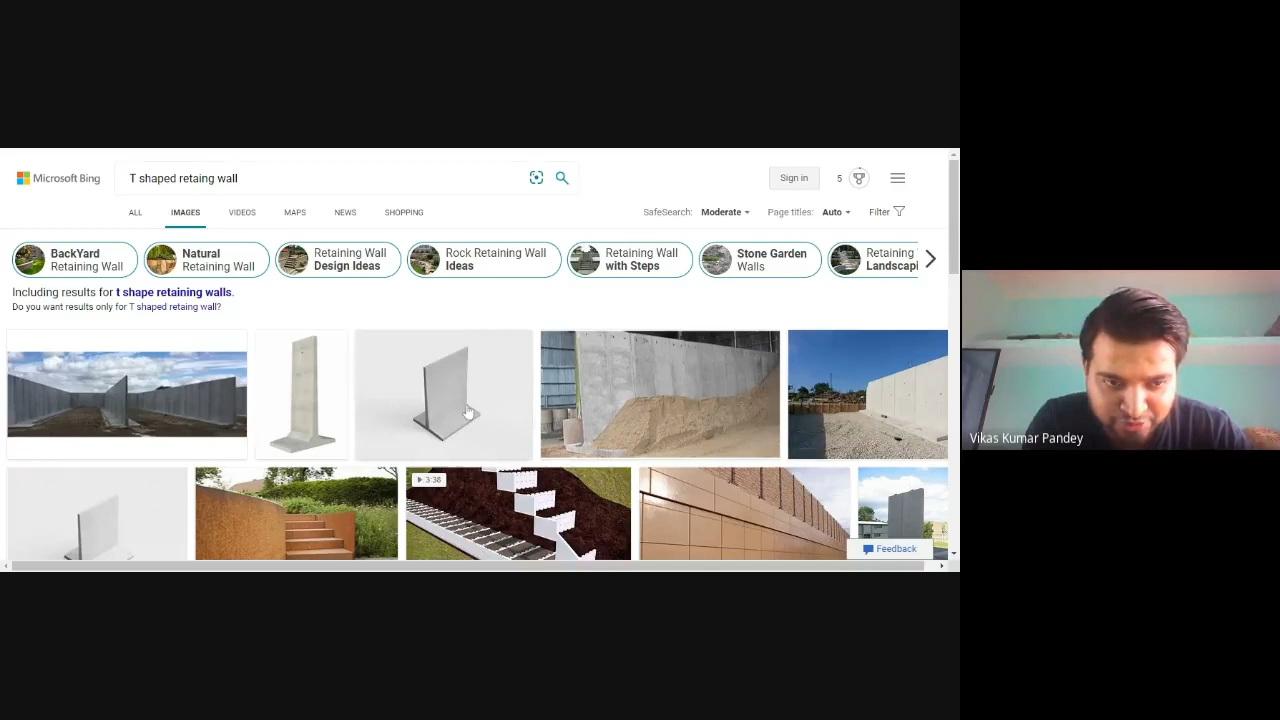 Microsoft Bing
T shaped retaing wall
Sign in
5
ALL
IMAGES
VIDEOS
MAPS
NEWS
SHOPPING
SafeSearch: Moderate
Page titles: Auto
Filter
BackYard
Retaining Wall
Natural
Retaining Wall
Retaining Wall
Design Ideas
Rock Retaining Wall
Ideas
Retaining Wall
with Steps
Stone Garden
Walls
Retaining
Landscapi
Including results for t shape retaining walls.
Do you want results only for T shaped retaing wall?
3:38
Feedback
Vikas Kumar Pandey